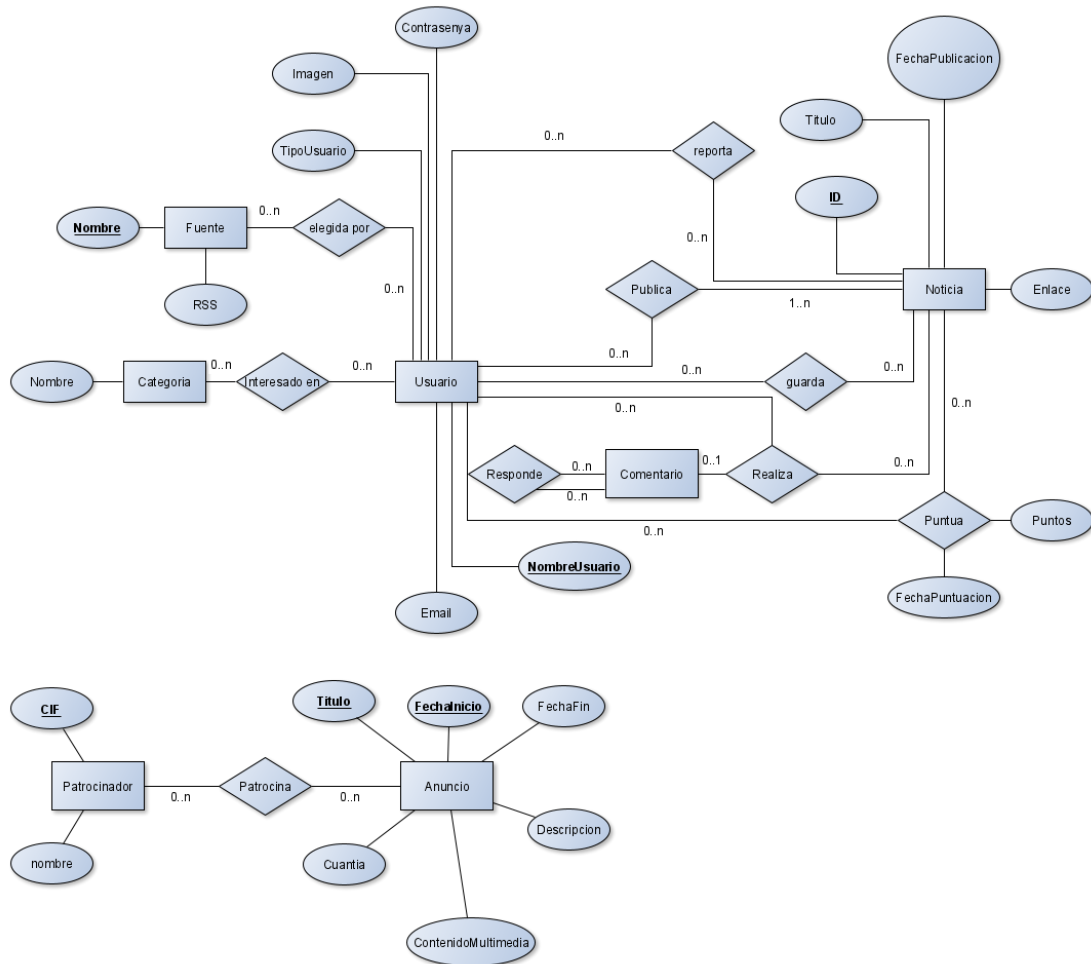 Contrasenya
FechaPublicacion
Imagen
Titulo
TipoUsuario
0..n
reporta
ID
Nombre
Fuente
0..n
elegida por
0..n
0..n
RSS
Publica
1..n
Noticia
Enlace
0..n
Nombre
Categoria
0..n
Interesado en
0..n
Usuario
0..n
guarda
0..n
0..n
0..n
Responde
0..n
0..n
Comentario
0..1
Realiza
0..n
0..n
Puntua
Puntos
NombreUsuario
FechaPuntuacion
Email
CIF
Titulo
FechaInicio
FechaFin
Patrocinador
0..n
Patrocina
0..n
Anuncio
Descripcion
nombre
Cuantia
ContenidoMultimedia